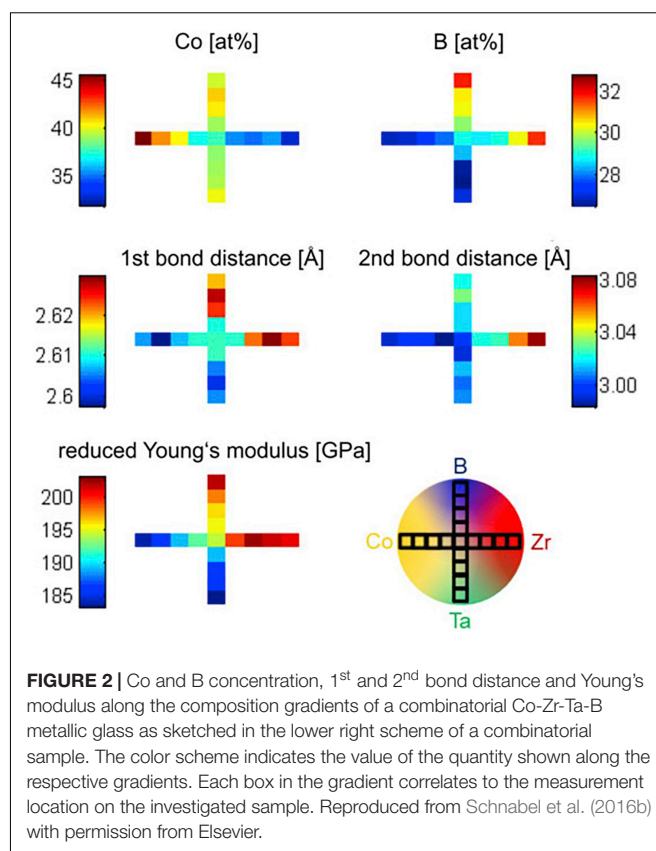 Co [at%]
B [at%]
45
40
35
32
30
28
1st bond distance [Å]
2nd bond distance [Å]
2.62
2.61
2.6
3.08
3.04
3.00
reduced Young's modulus [GPa]
200
195
190
185
B
Co
Zr
Ta
FIGURE 2 | Co and B concentration, 1st and 2nd bond distance and Young's
modulus along the composition gradients of a combinatorial Co-Zr-Ta-B
metallic glass as sketched in the lower right scheme of a combinatorial
sample. The color scheme indicates the value of the quantity shown along the
respective gradients. Each box in the gradient correlates to the measurement
location on the investigated sample. Reproduced from Schnabel et al. (2016b)
with permission from Elsevier.